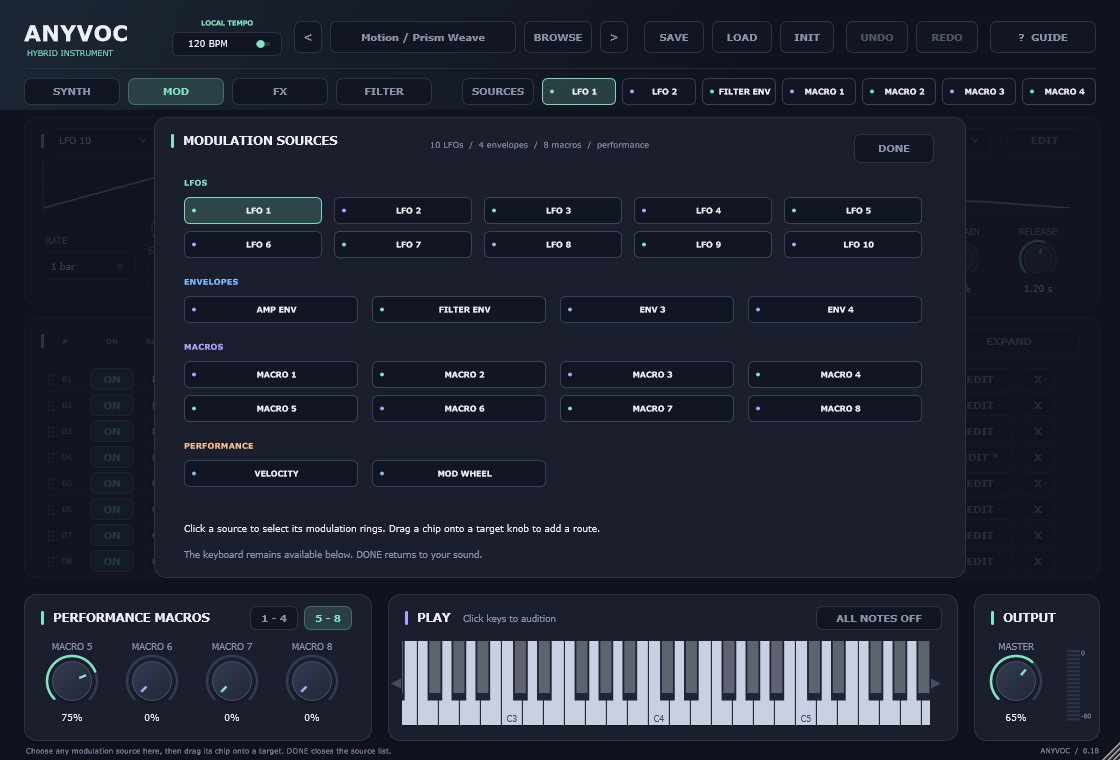 ANYVOC
HYBRID INSTRUMENT
LOCAL TEMPO
120 BPM
<
Motion / Prism Weave
BROWSE
>
SAVE
LOAD
INIT
UNDO
REDO
? GUIDE
SYNTH
MOD
FX
FILTER
SOURCES
LFO 1
LFO 2
FILTER ENV
MACRO 1
MACRO 2
MACRO 3
MACRO 4
LFO 10
EDIT
RATE
1 bar
RELEASE
1.20 s
MODULATION SOURCES
10 LFOs / 4 envelopes / 8 macros / performance
DONE
LFOS
LFO 1
LFO 2
LFO 3
LFO 4
LFO 5
LFO 6
LFO 7
LFO 8
LFO 9
LFO 10
ENVELOPES
AMP ENV
FILTER ENV
ENV 3
ENV 4
MACROS
MACRO 1
MACRO 2
MACRO 3
MACRO 4
MACRO 5
MACRO 6
MACRO 7
MACRO 8
PERFORMANCE
VELOCITY
MOD WHEEL
Click a source to select its modulation rings. Drag a chip onto a target knob to add a route.
The keyboard remains available below. DONE returns to your sound.
# ON
EXPAND
01 ON EDIT X
02 ON EDIT X
03 ON EDIT X
04 ON EDIT * X
05 ON EDIT X
06 ON EDIT X
07 ON EDIT X
08 ON EDIT X
PERFORMANCE MACROS
1 - 4
5 - 8
MACRO 5
MACRO 6
MACRO 7
MACRO 8
75%
0%
0%
0%
PLAY
Click keys to audition
ALL NOTES OFF
C3
C4
C5
OUTPUT
MASTER
65%
0
-60
Choose any modulation source here, then drag its chip onto a target. DONE closes the source list.
ANYVOC / 0.18